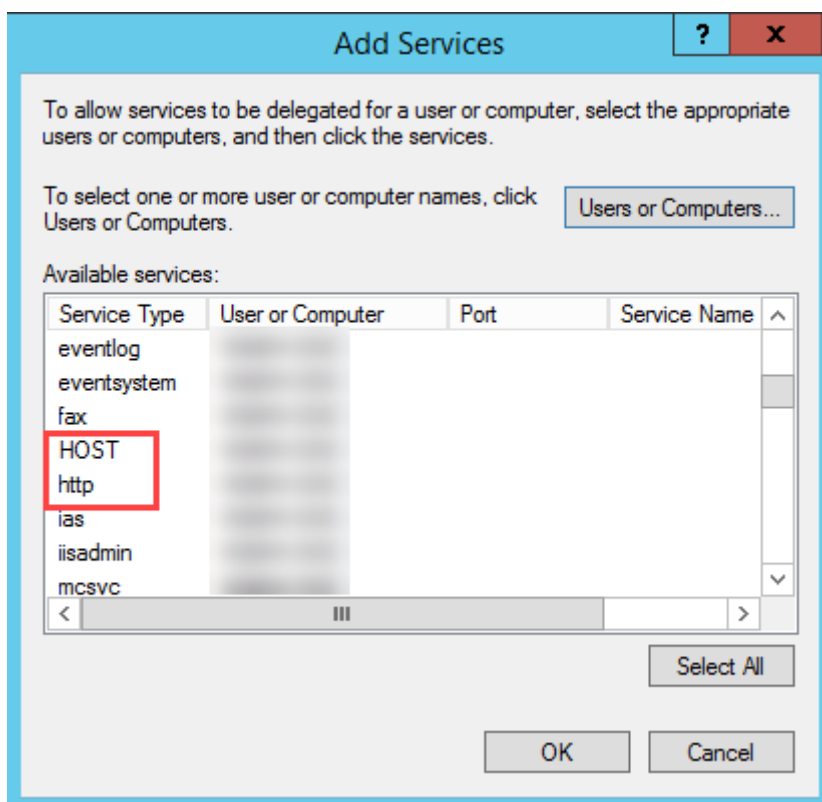 Add Services
?
x
To allow services to be delegated for a user or computer, select the appropriate
users or computers, and then click the services.
To select one or more user or computer names, click
Users or Computers.
Users or Computers...
Available services:
Service Type User or Computer Port Service Name
eventlog
eventsystem
fax
HOST
http
ias
iisadmin
mcsvc
Select All
OK Cancel